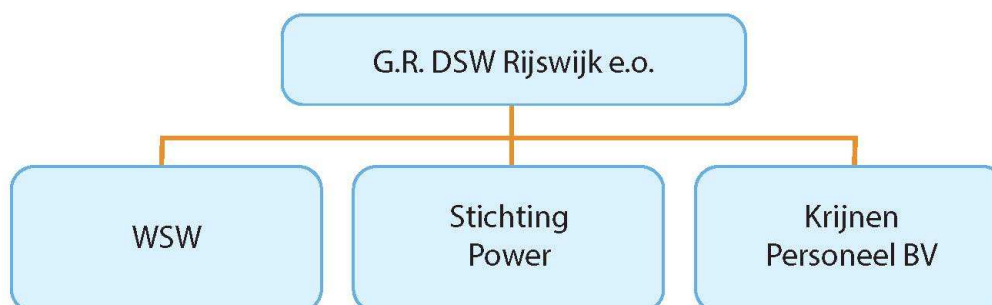 G.R. DSW Rijswijk e.o.
WSW
Stichting
Power
Krijnen
Personeel BV